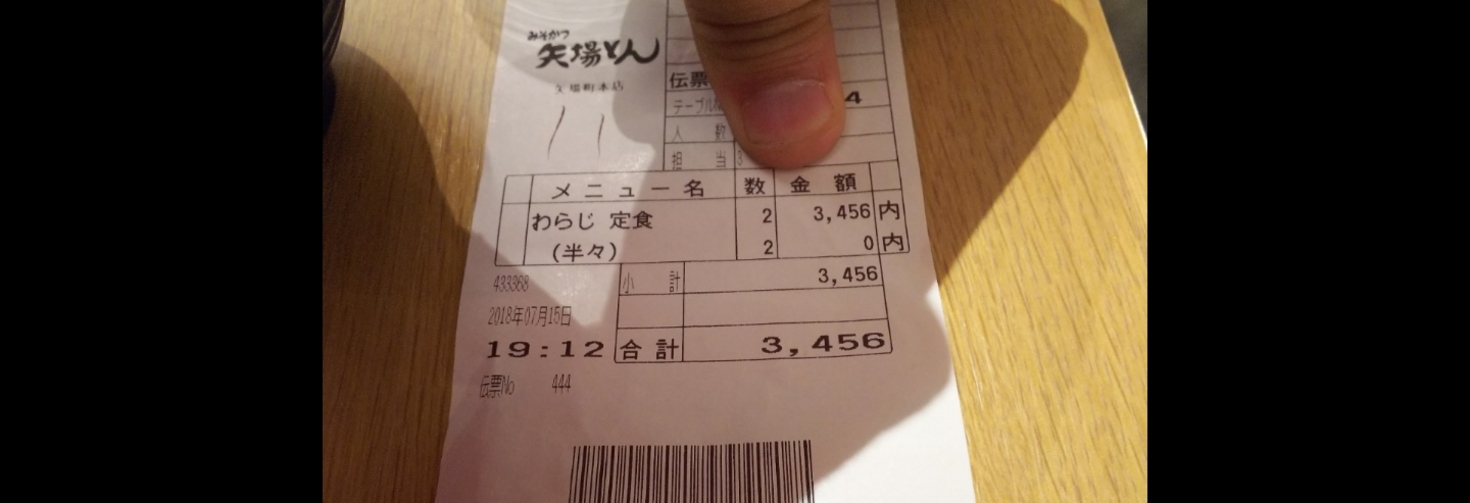 みそかつ
矢場とん
矢場町本店
伝票
4
テーブル
人 数
担 当 3
メニュー名 数 金 額
わらじ 定食 2 3,456 内
(半々) 2 0 内
433368 小 計 3,456
2018年07月15日
19:12 合計 3,456
伝票No 444